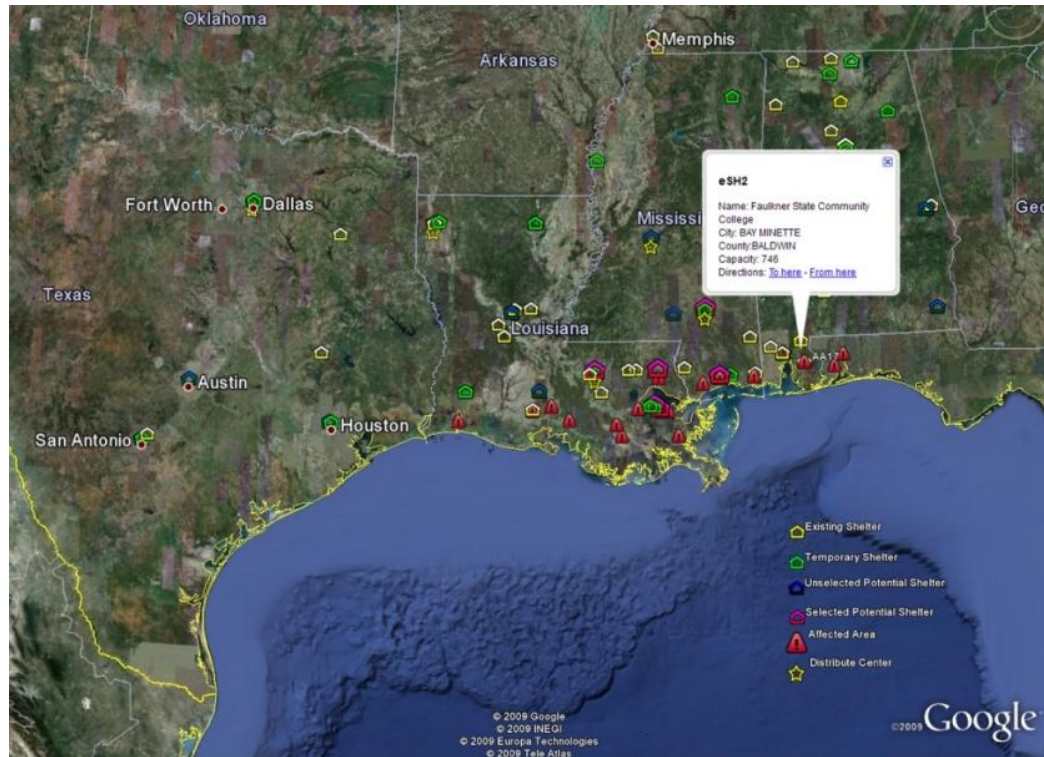 Oklahoma
Memphis
Arkansas
eSH2
Name: Faulkner State Community
College
City: BAY MINETTE
County:BALDWIN
Capacity: 746
Directions: To here - From here
Fort Worth
Dallas
Mississi
Geo
Texas
Louisiana
AA17
Austin
San Antonio
Houston
Existing Shelter
Temporary Shelter
Unselected Potential Shelter
Selected Potential Shelter
Affected Area
Distribute Center
© 2009 Google
© 2009 INEGI
© 2009 Europa Technologies
© 2009 Tele Atlas
©2009 Google